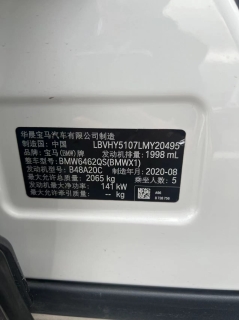 华晨宝马汽车有限公司
制造国：中国 LBVHY5107LMY20495
品牌：宝马(BMW)牌 发动机排量：1998 mL
整车型号：BMW6462QS(BMWX1)
发动机型号：B48A20C 制造年月：2020-08
最大允许总质量：2065 kg 乘坐人数：5
发动机最大净功率：141 kW
最大允许牵引质量：-- kg